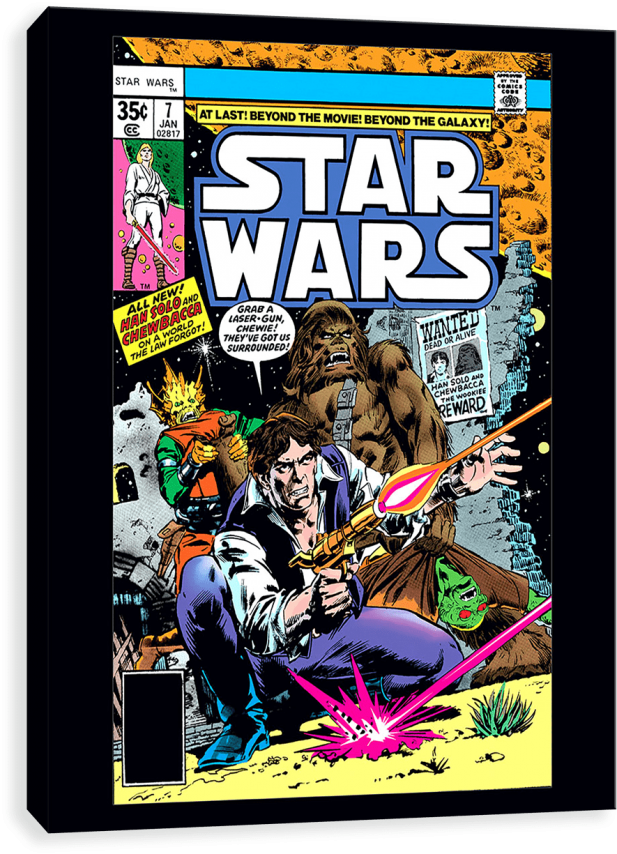 STAR WARS
TM
35¢
7
JAN
02817
CC
APPROVED
BY THE
COMICS
CODE
AUTHORITY
AT LAST! BEYOND THE MOVIE! BEYOND THE GALAXY!
STAR
WARS
TM
TM
ALL NEW!
HAN SOLO AND
CHEWBACCA
ON A WORLD
THE LAW FORGOT!
GRAB A
LASER-GUN,
CHEWIE!
THEY'VE GOT US
SURROUNDED!
WANTED
DEAD OR ALIVE
HAN SOLO AND
CHEWBACCA
THE WOOKIEE
REWARD